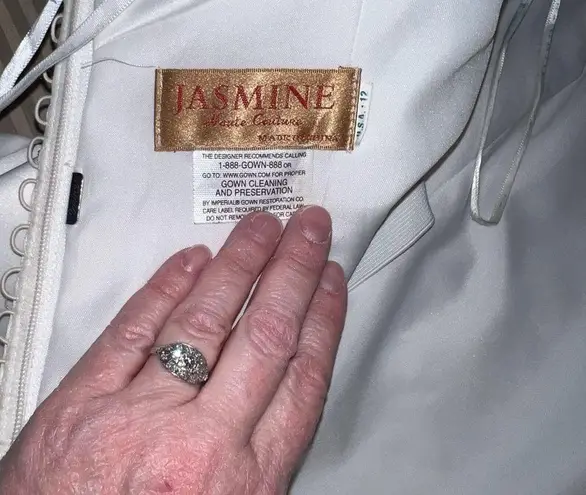 JASMINE
Haute Couture
MADE IN CHINA
U.S.A. 12
THE DESIGNER RECOMMENDS CALLING
1-888-GOWN-888 OR
GO TO: WWW.GOWN.COM FOR PROPER
GOWN CLEANING
AND PRESERVATION
BY IMPERIAL® GOWN RESTORATION CO.
CARE LABEL REQUIRED BY FEDERAL LAW
DO NOT REMOVE FOR